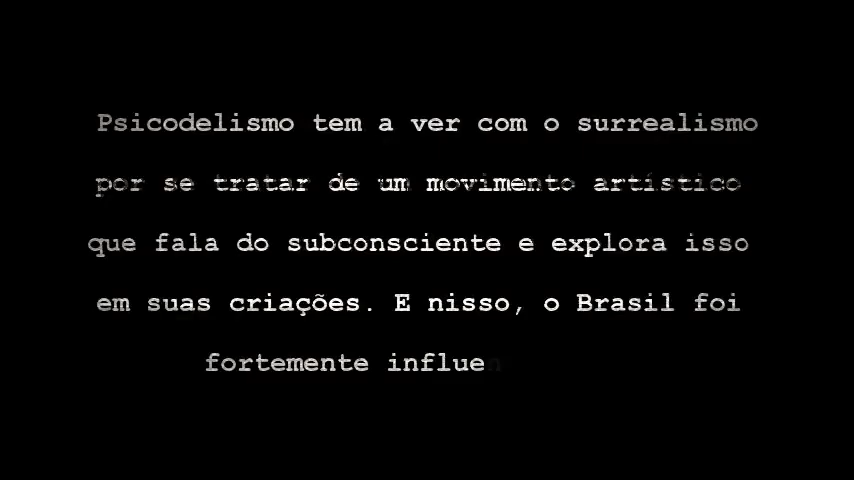 Psicodelismo tem a ver com o surrealismo
por se tratar de um movimento artístico
que fala do subconsciente e explora isso
em suas criações. E nisso, o Brasil foi
fortemente influen